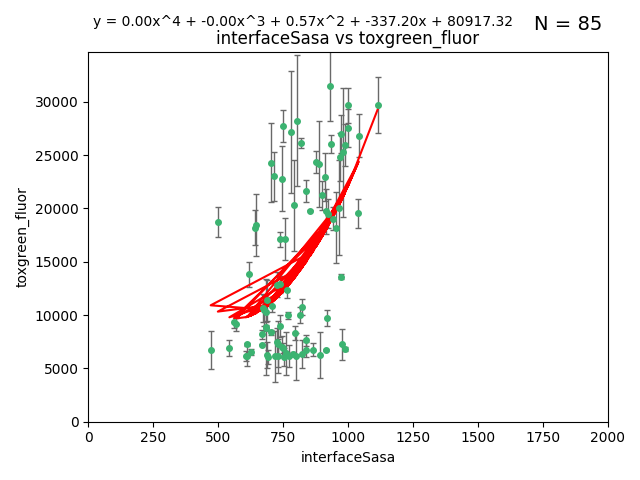 y = 0.00x^4 + -0.00x^3 + 0.57x^2 + -337.20x + 80917.32
N = 85
interfaceSasa vs toxgreen_fluor
30000
25000
20000
15000
10000
5000
0
toxgreen_fluor
0 250 500 750 1000 1250 1500 1750 2000
interfaceSasa